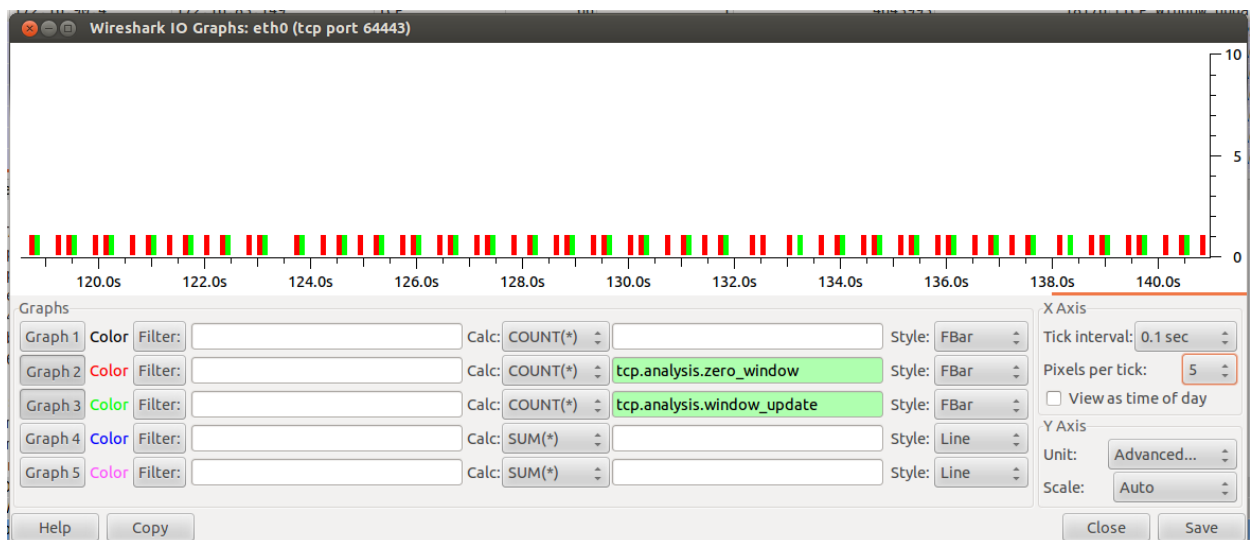 Wireshark IO Graphs: eth0 (tcp port 64443)
10
5
0
120.0s 122.0s 124.0s 126.0s 128.0s 130.0s 132.0s 134.0s 136.0s 138.0s 140.0s
Graphs
Graph 1 Color Filter: Calc: COUNT(*) Style: FBar
Graph 2 Color Filter: Calc: COUNT(*) tcp.analysis.zero_window Style: FBar
Graph 3 Color Filter: Calc: COUNT(*) tcp.analysis.window_update Style: FBar
Graph 4 Color Filter: Calc: SUM(*) Style: Line
Graph 5 Color Filter: Calc: SUM(*) Style: Line
X Axis
Tick interval: 0.1 sec
Pixels per tick: 5
View as time of day
Y Axis
Unit: Advanced...
Scale: Auto
Help Copy Close Save